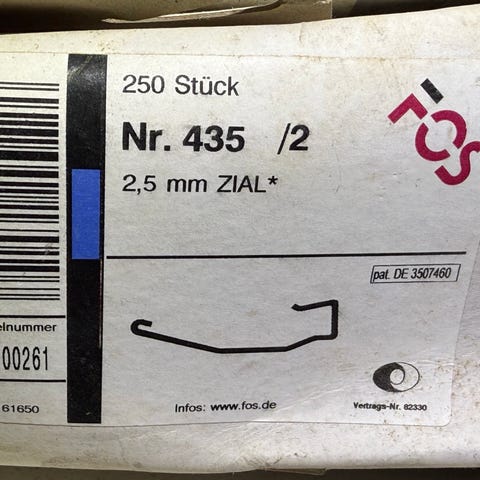 250 Stück
Nr. 435 /2
2,5 mm ZIAL*
FOS
pat. DE 3507460
elnummer
00261
61650
Infos: www.fos.de
Vertrags-Nr. 82330